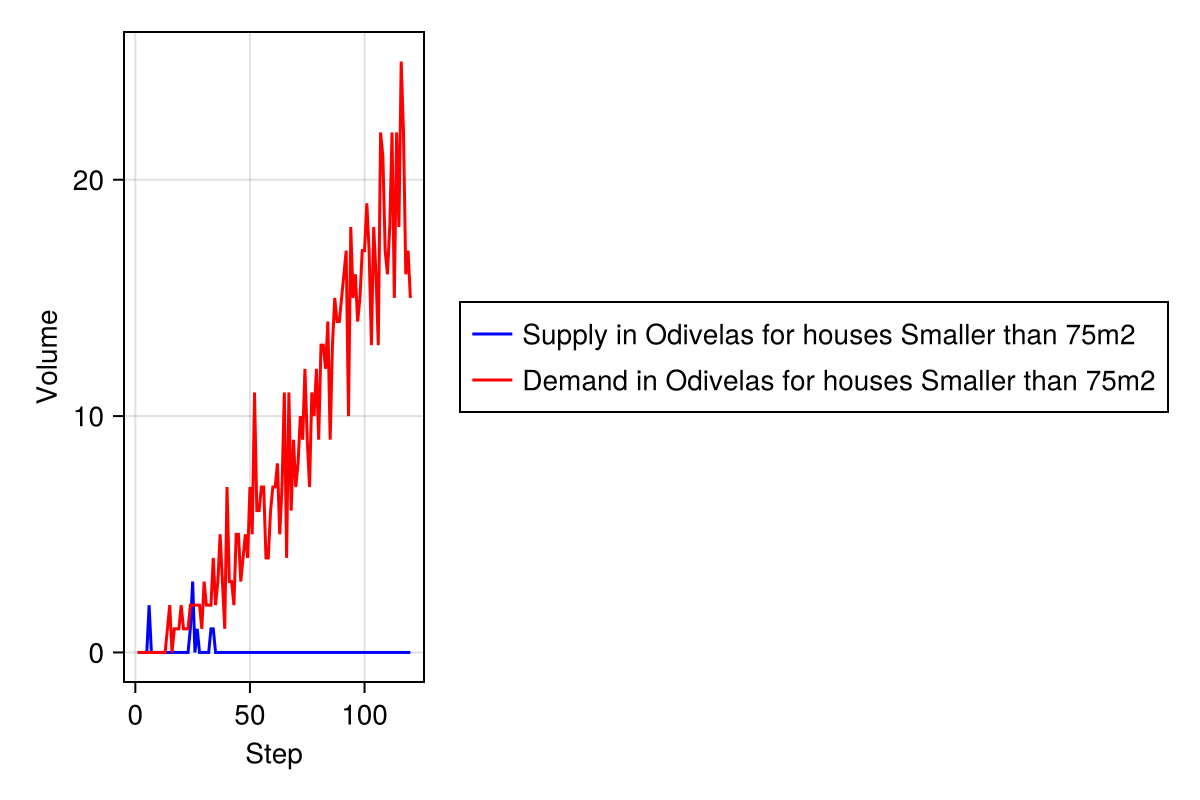 20
10
0
Volume
0 50 100
Step
Supply in Odivelas for houses Smaller than 75m2
Demand in Odivelas for houses Smaller than 75m2